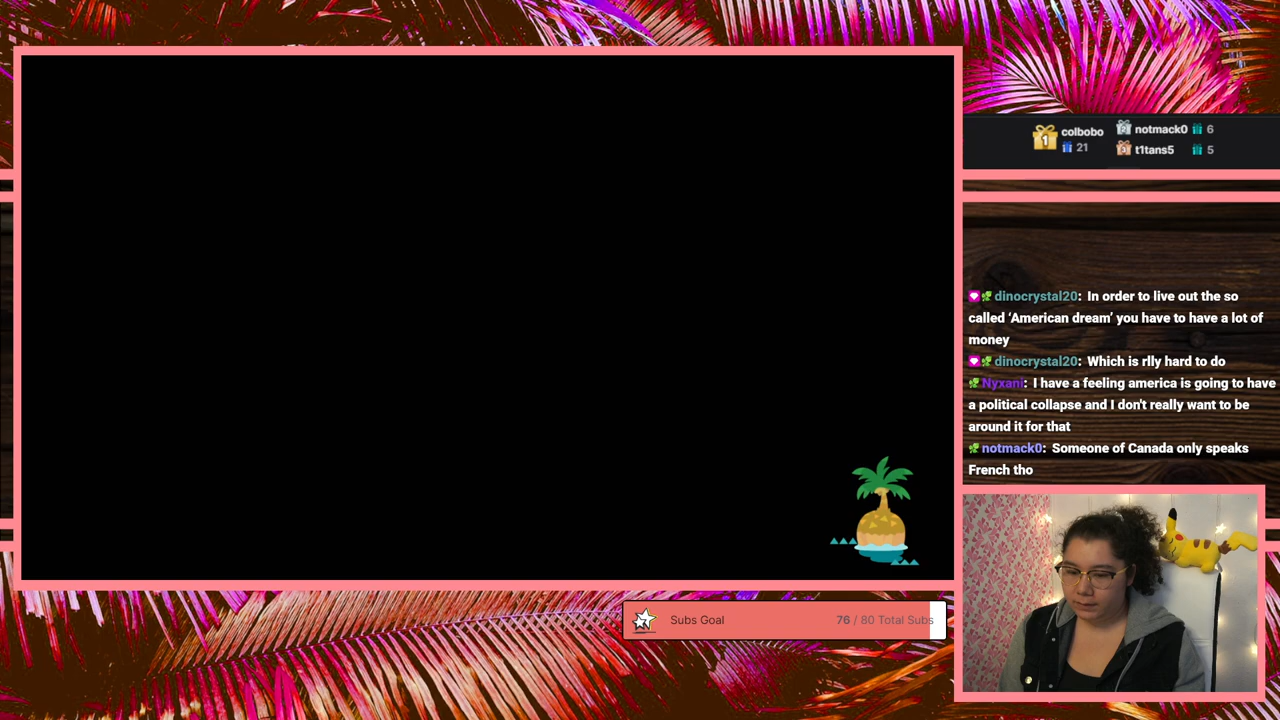 colbobo
21
notmack0 6
t1tans5 5
dinocrystal20: In order to live out the so
called ‘American dream’ you have to have a lot of
money
dinocrystal20: Which is rlly hard to do
Nyxani: I have a feeling america is going to have
a political collapse and I don't really want to be
around it for that
notmack0: Someone of Canada only speaks
French tho
Subs Goal 76 / 80 Total Subs